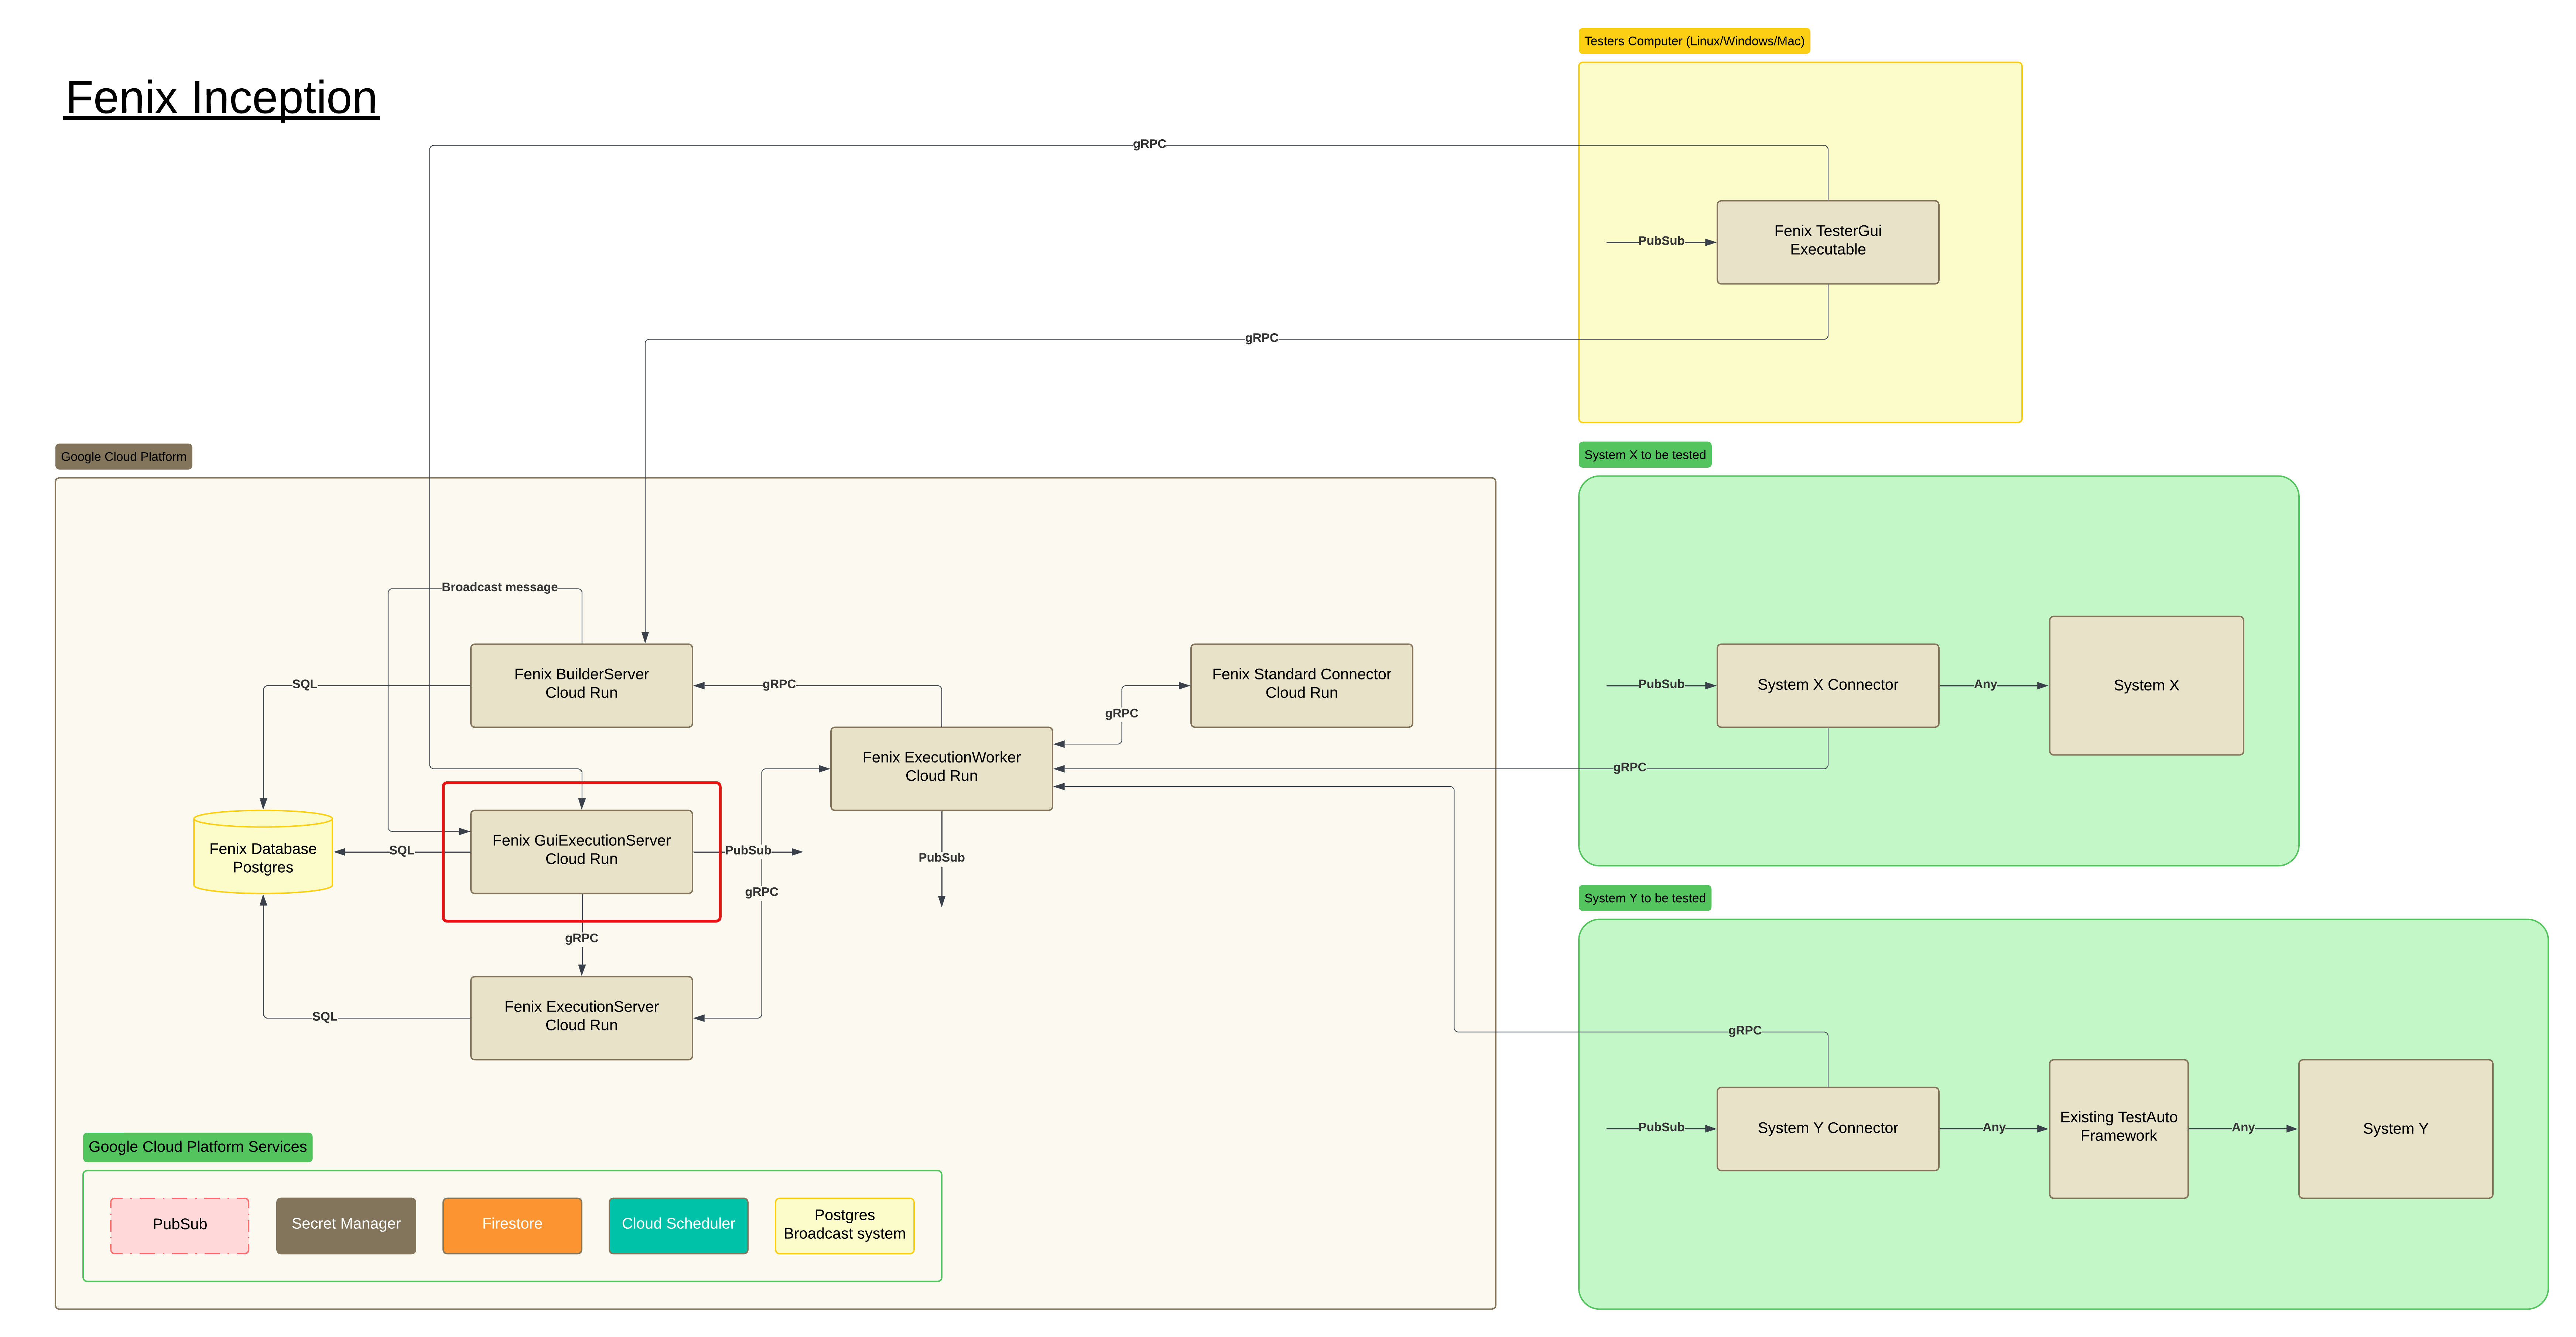 Fenix Inception
Testers Computer (Linux/Windows/Mac)
gRPC
PubSub
Fenix TesterGui
Executable
gRPC
Google Cloud Platform
Broadcast message
SQL
Fenix BuilderServer
Cloud Run
gRPC
Fenix Standard Connector
Cloud Run
gRPC
Fenix ExecutionWorker
Cloud Run
Fenix Database
Postgres
SQL
Fenix GuiExecutionServer
Cloud Run
PubSub
PubSub
gRPC
gRPC
SQL
Fenix ExecutionServer
Cloud Run
Google Cloud Platform Services
PubSub
Secret Manager
Firestore
Cloud Scheduler
Postgres
Broadcast system
System X to be tested
PubSub
System X Connector
Any
System X
gRPC
System Y to be tested
gRPC
PubSub
System Y Connector
Any
Existing TestAuto
Framework
Any
System Y